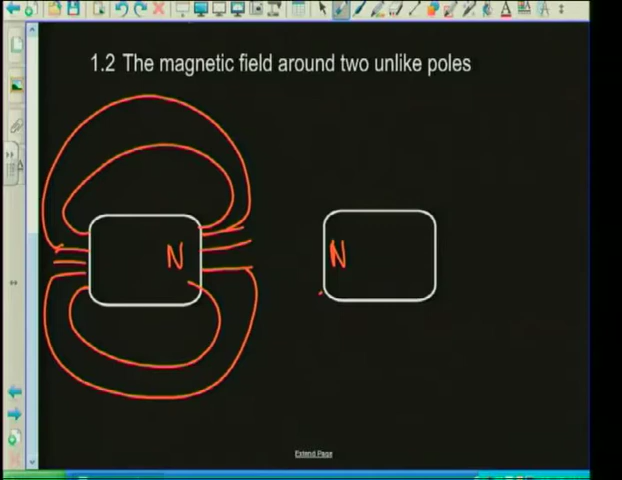 1.2 The magnetic field around two unlike poles
N N
Extend Page